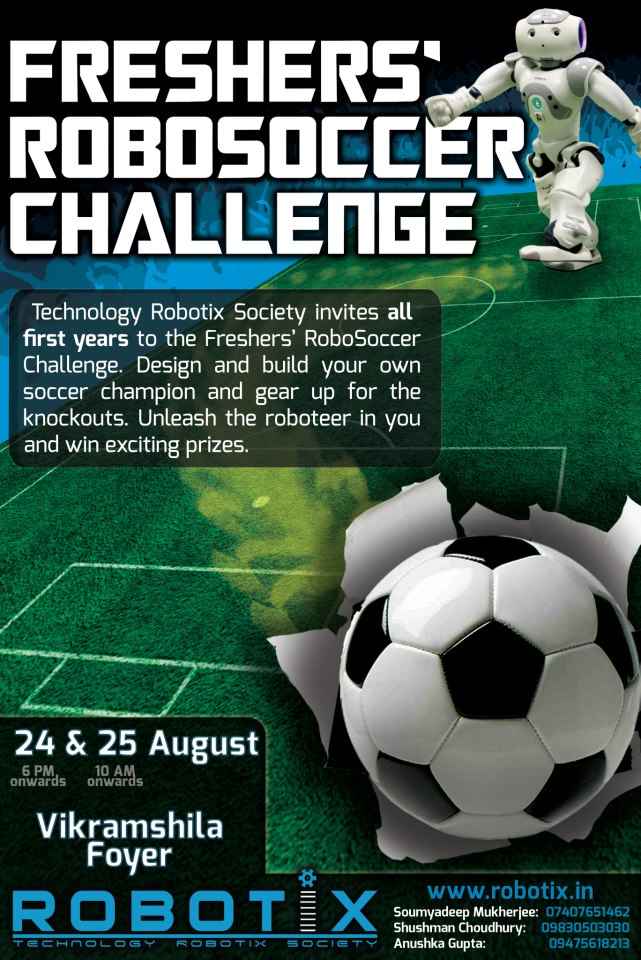 FRESHERS'
ROBOSOCCER
CHALLENGE
Technology Robotix Society invites all
first years to the Freshers' RoboSoccer
Challenge. Design and build your own
soccer champion and gear up for the
knockouts. Unleash the roboteer in you
and win exciting prizes.
24 & 25 August
6 PM 10 AM
onwards onwards
Vikramshila
Foyer
ROBOTIX
TECHNOLOGY ROBOTIX SOCIETY
www.robotix.in
Soumyadeep Mukherjee: 07407651462
Shushman Choudhury: 09830503030
Anushka Gupta: 09475618213